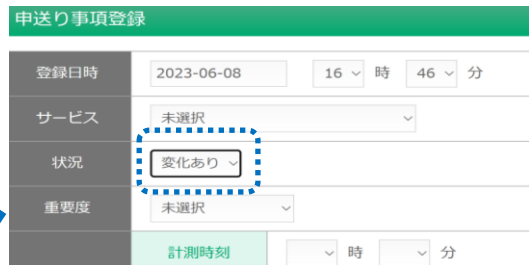 申送り事項登録
登録日時 2023-06-08 16 時 46 分
サービス 未選択
状況 変化あり
重要度 未選択
計測時刻 時 分